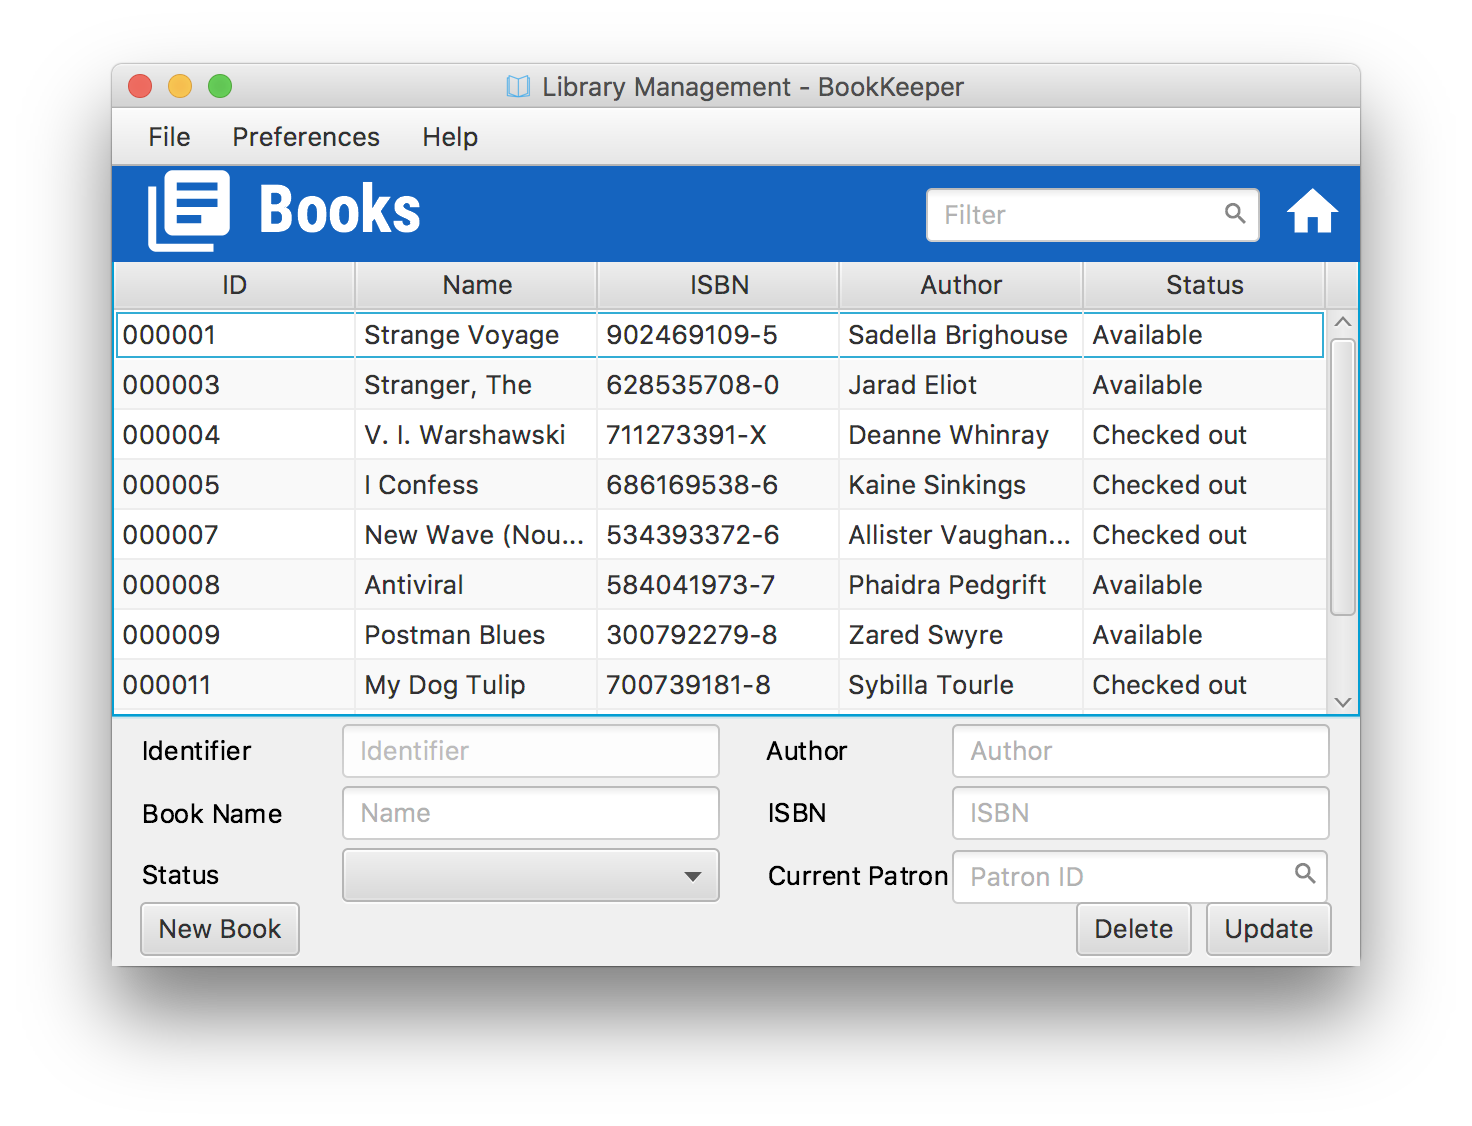 Library Management - BookKeeper
File Preferences Help
Books Filter
ID Name ISBN Author Status
000001 Strange Voyage 902469109-5 Sadella Brighouse Available
000003 Stranger, The 628535708-0 Jarad Eliot Available
000004 V. I. Warshawski 711273391-X Deanne Whinray Checked out
000005 I Confess 686169538-6 Kaine Sinkings Checked out
000007 New Wave (Nou... 534393372-6 Allister Vaughan... Checked out
000008 Antiviral 584041973-7 Phaidra Pedgrift Available
000009 Postman Blues 300792279-8 Zared Swyre Available
000011 My Dog Tulip 700739181-8 Sybilla Tourle Checked out
Identifier Identifier Author Author
Book Name Name ISBN ISBN
Status Current Patron Patron ID
New Book Delete Update